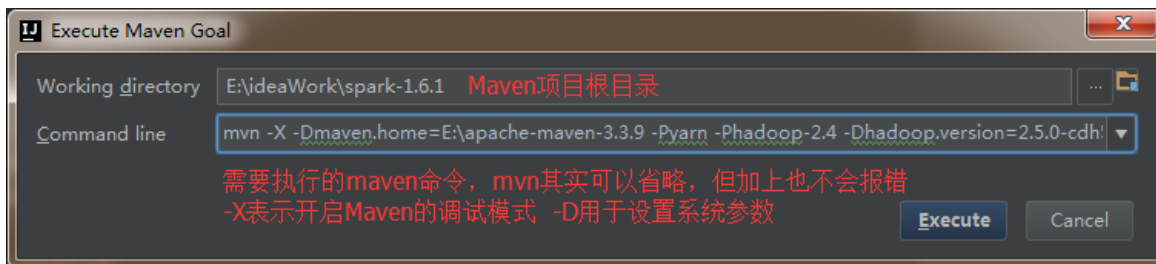 IJ Execute Maven Goal
Working directory E:\ideaWork\spark-1.6.1 Maven项目根目录 ...
Command line mvn -X -Dmaven.home=E:\apache-maven-3.3.9 -Pyarn -Phadoop-2.4 -Dhadoop.version=2.5.0-cdh
需要执行的maven命令，mvn其实可以省略，但加上也不会报错
-X表示开启Maven的调试模式 -D用于设置系统参数
Execute Cancel